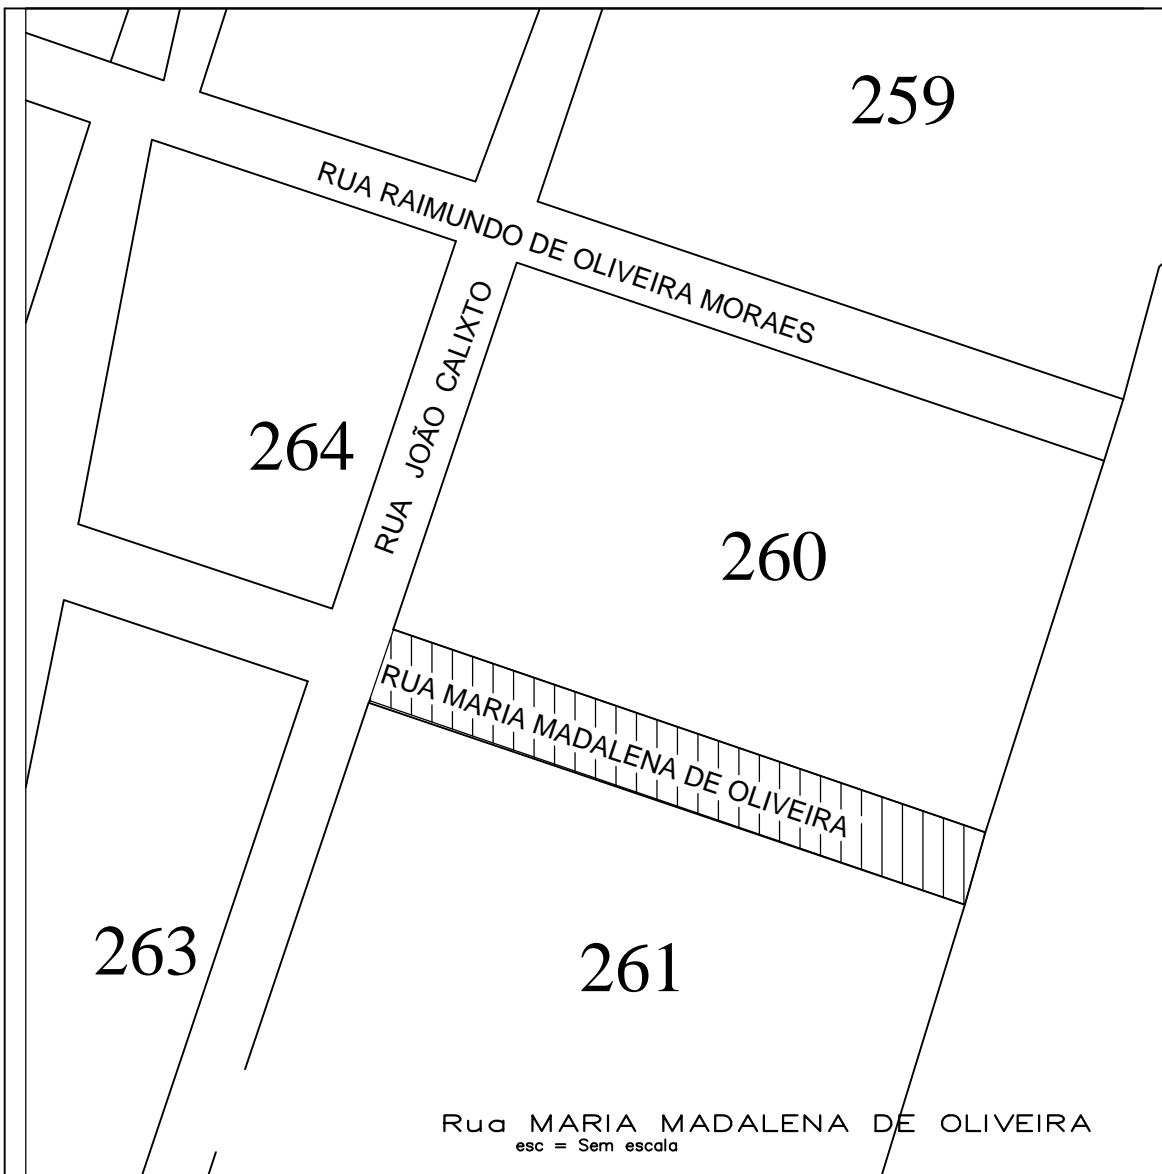 259
RUA RAIMUNDO DE OLIVEIRA MORAES
RUA JOÃO CALIXTO
264
260
RUA MARIA MADALENA DE OLIVEIRA
263
261
Rua MARIA MADALENA DE OLIVEIRA
esc = Sem escala